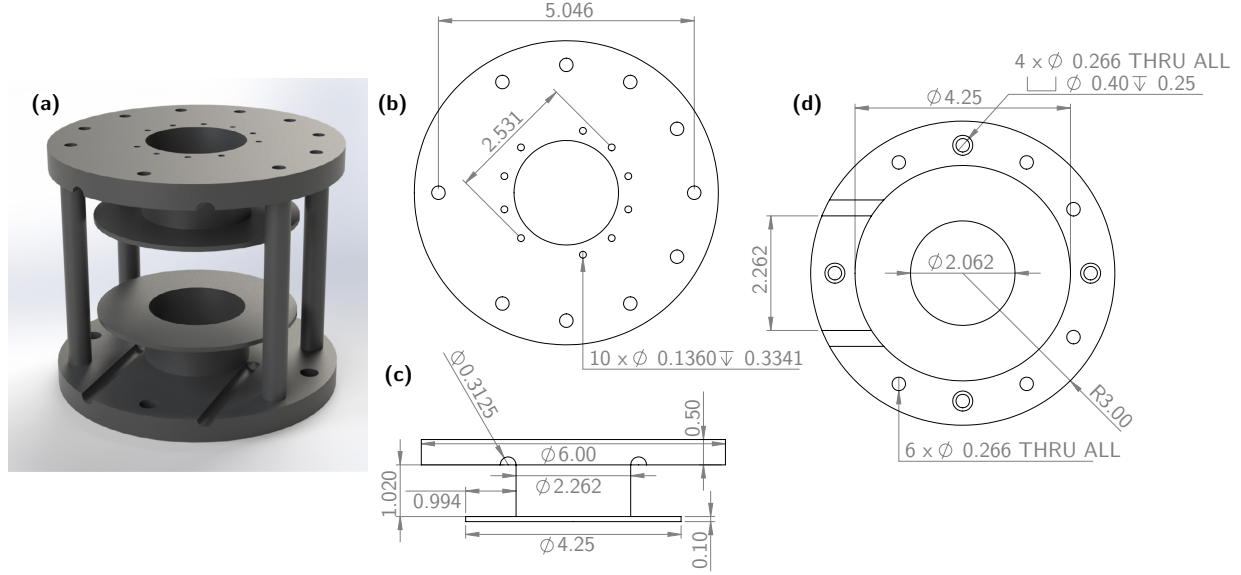 (a)
(b)
5.046
2.531
10 x ∅ 0.1360 ↧ 0.3341
(c)
∅0.3125
0.50
∅6.00
∅2.262
1.020
0.994
∅4.25
0.10
(d)
4 x ∅ 0.266 THRU ALL
⌴ ∅ 0.40 ↧ 0.25
∅4.25
2.262
∅2.062
R3.00
6 x ∅ 0.266 THRU ALL